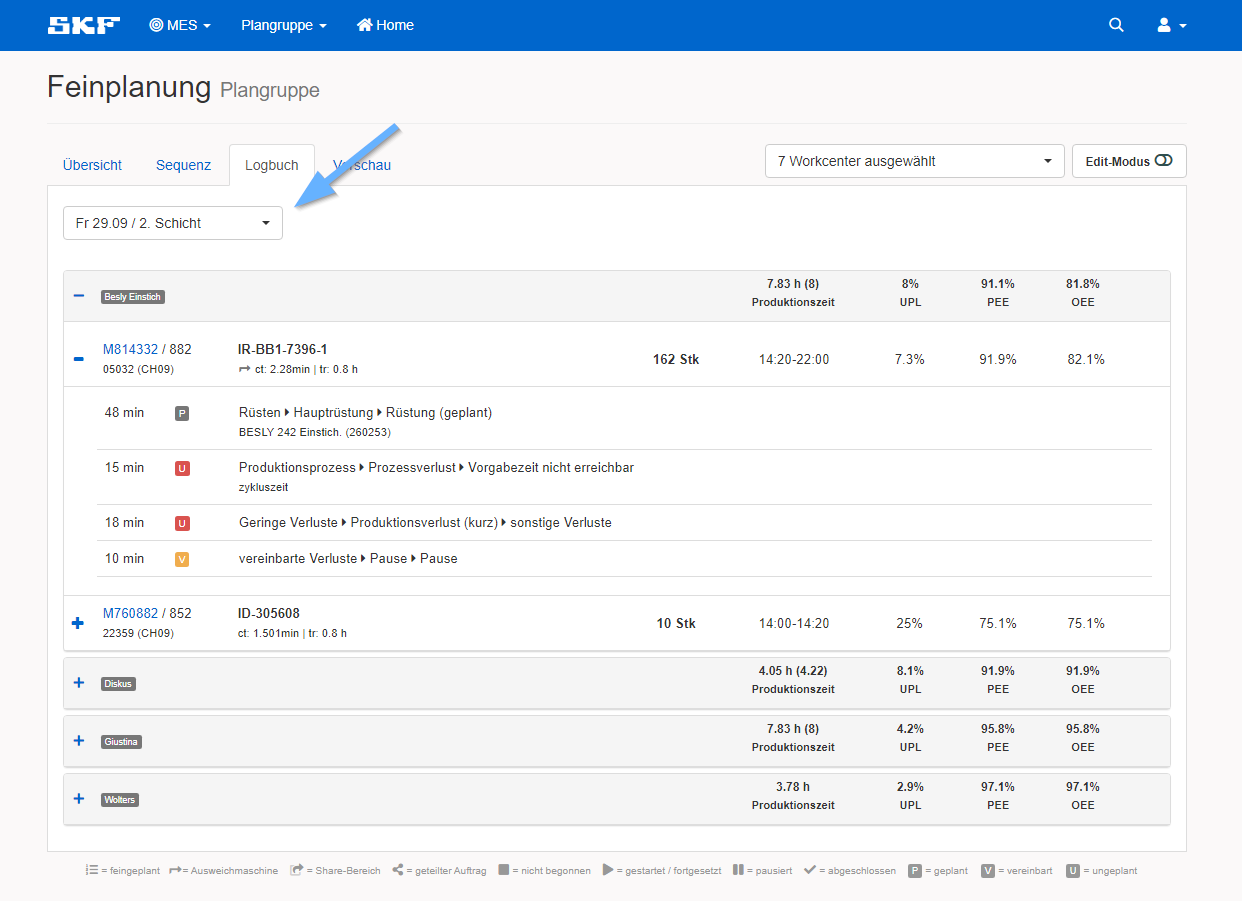 SKF MES Plangruppe Home
Feinplanung Plangruppe
Übersicht Sequenz Logbuch Vorschau 7 Workcenter ausgewählt Edit-Modus
Fr 29.09 / 2. Schicht
Besly Einstich 7.83 h (8) 8% 91.1% 81.8%
Produktionszeit UPL PEE OEE
M814332 / 882 IR-BB1-7396-1 162 Stk 14:20-22:00 7.3% 91.9% 82.1%
05032 (CH09) ct: 2.28min | tr: 0.8 h
48 min P Rüsten Hauptrüstung Rüstung (geplant)
BESLY 242 Einstich. (260253)
15 min U Produktionsprozess Prozessverlust Vorgabezeit nicht erreichbar
zykluszeit
18 min U Geringe Verluste Produktionsverlust (kurz) sonstige Verluste
10 min V vereinbarte Verluste Pause Pause
M760882 / 852 ID-305608 10 Stk 14:00-14:20 25% 75.1% 75.1%
22359 (CH09) ct: 1.501min | tr: 0.8 h
Diskus 4.05 h (4.22) 8.1% 91.9% 91.9%
Produktionszeit UPL PEE OEE
Giustina 7.83 h (8) 4.2% 95.8% 95.8%
Produktionszeit UPL PEE OEE
Wolters 3.78 h 2.9% 97.1% 97.1%
Produktionszeit UPL PEE OEE
= feingeplant = Ausweichmaschine = Share-Bereich = geteilter Auftrag = nicht begonnen = gestartet / fortgesetzt = pausiert = abgeschlossen P = geplant V = vereinbart U = ungeplant